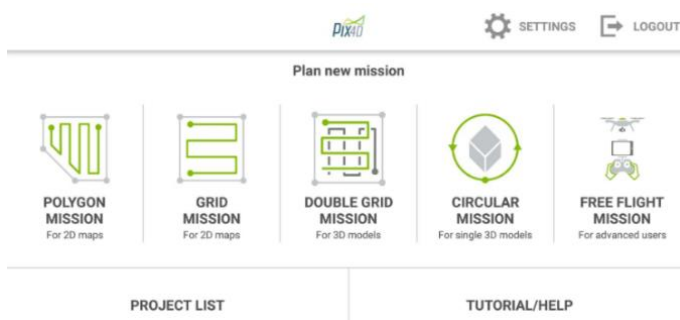 PIX4D
SETTINGS
LOGOUT
Plan new mission
POLYGON
MISSION
For 2D maps
GRID
MISSION
For 2D maps
DOUBLE GRID
MISSION
For 3D models
CIRCULAR
MISSION
For single 3D models
FREE FLIGHT
MISSION
For advanced users
PROJECT LIST
TUTORIAL/HELP